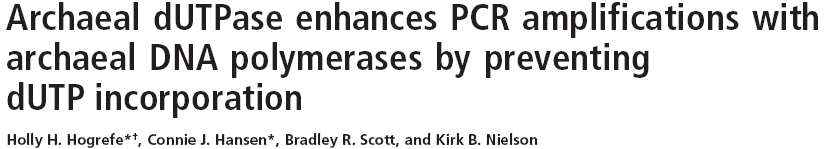 Archaeal dUTPase enhances PCR amplifications with
archaeal DNA polymerases by preventing
dUTP incorporation
Holly H. Hogrefe*†, Connie J. Hansen*, Bradley R. Scott, and Kirk B. Nielson